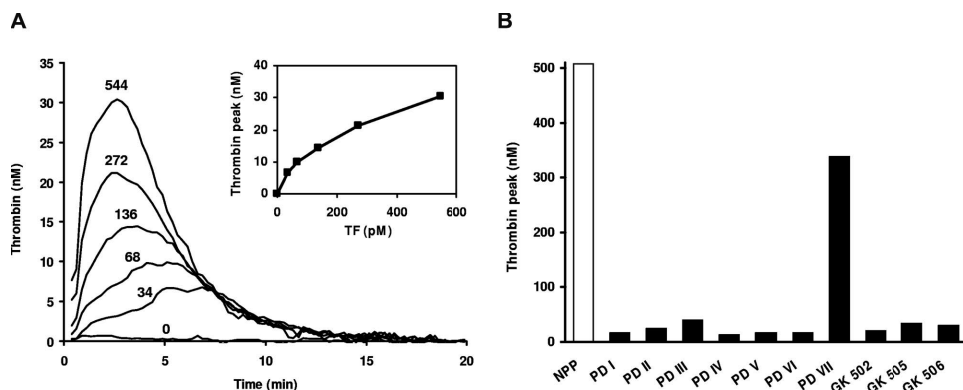 A
35
30
25
20
15
10
5
0
Thrombin (nM)
544
272
136
68
34
0
0
5
10
15
20
Time (min)
40
30
20
10
0
Thrombin peak (nM)
0
200
400
600
TF (pM)
B
500
400
300
200
100
0
Thrombin peak (nM)
NPP
PD I
PD II
PD III
PD IV
PD V
PD VI
PD VII
GK 502
GK 505
GK 506